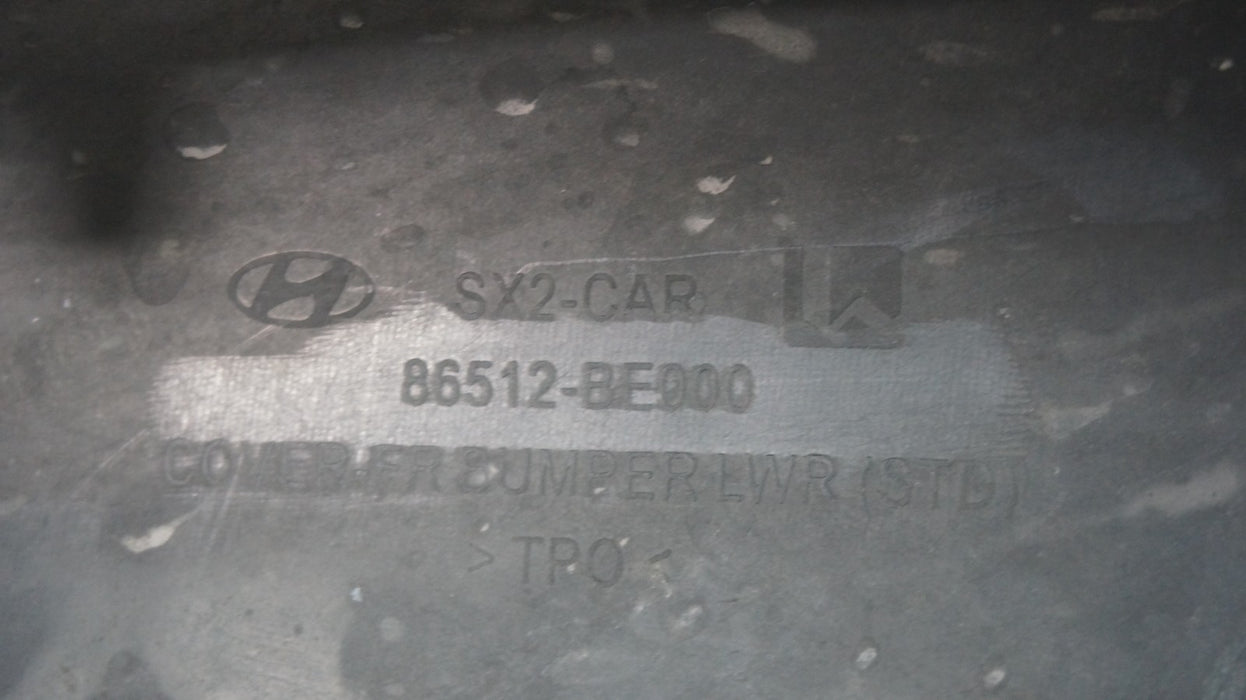 SX2-CAR
86512-BE000
COVER-FR BUMPER LWR (STD)
>TPO<